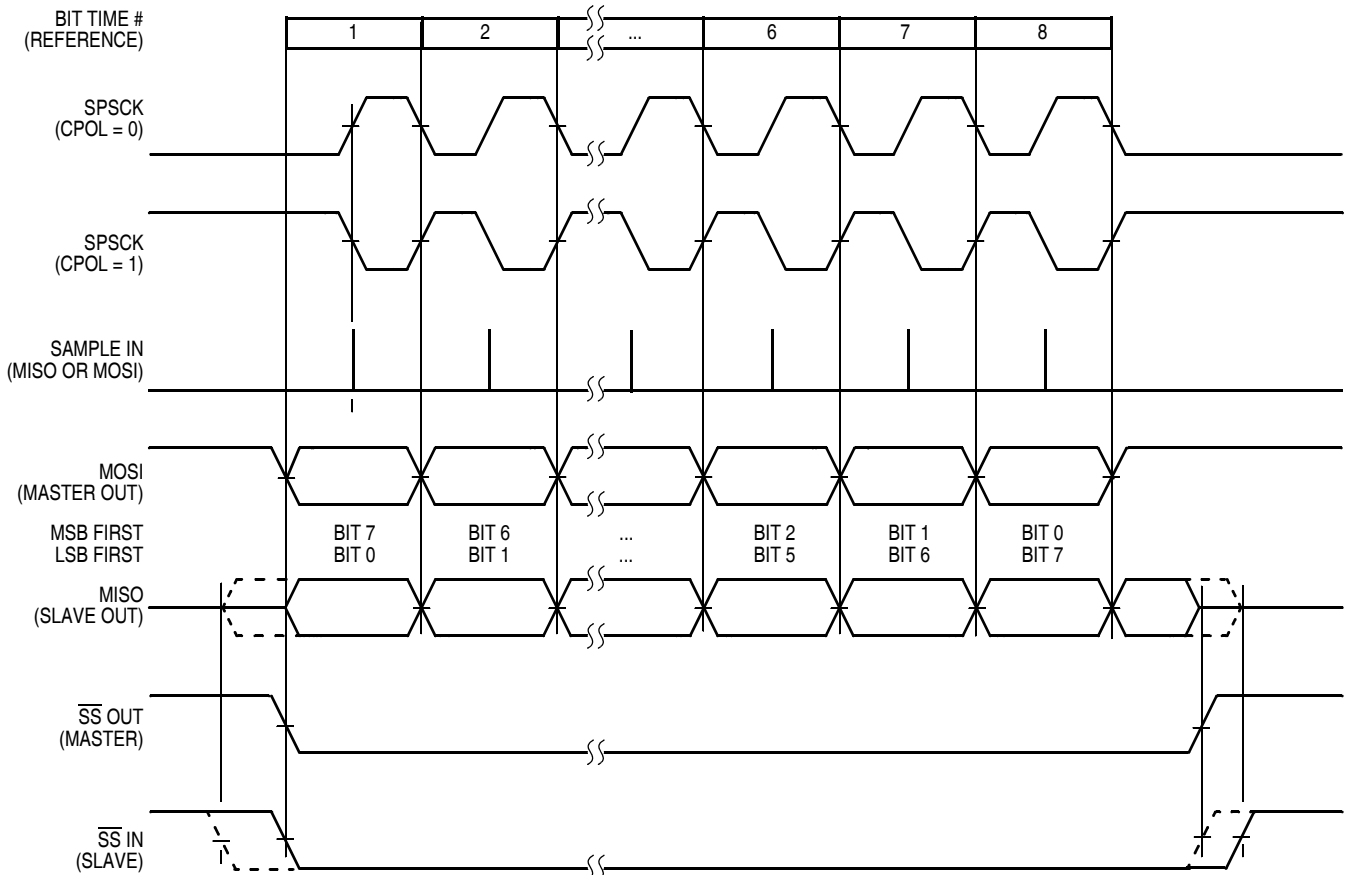 BIT TIME #
(REFERENCE)
1 2 ... 6 7 8
SPSCK
(CPOL = 0)
SPSCK
(CPOL = 1)
SAMPLE IN
(MISO OR MOSI)
MOSI
(MASTER OUT)
MSB FIRST BIT 7 BIT 6 ... BIT 2 BIT 1 BIT 0
LSB FIRST BIT 0 BIT 1 ... BIT 5 BIT 6 BIT 7
MISO
(SLAVE OUT)
S̅S̅ OUT
(MASTER)
S̅S̅ IN
(SLAVE)